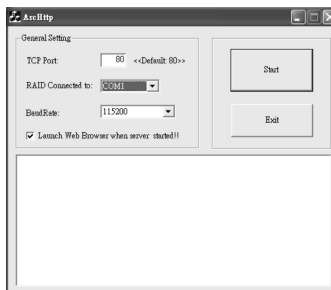 ArcHttp
General Setting
TCP Port: 80 <<Default: 80>>
RAID Connected to: COM1
BaudRate: 115200
Launch Web Browser when server started!!
Start
Exit